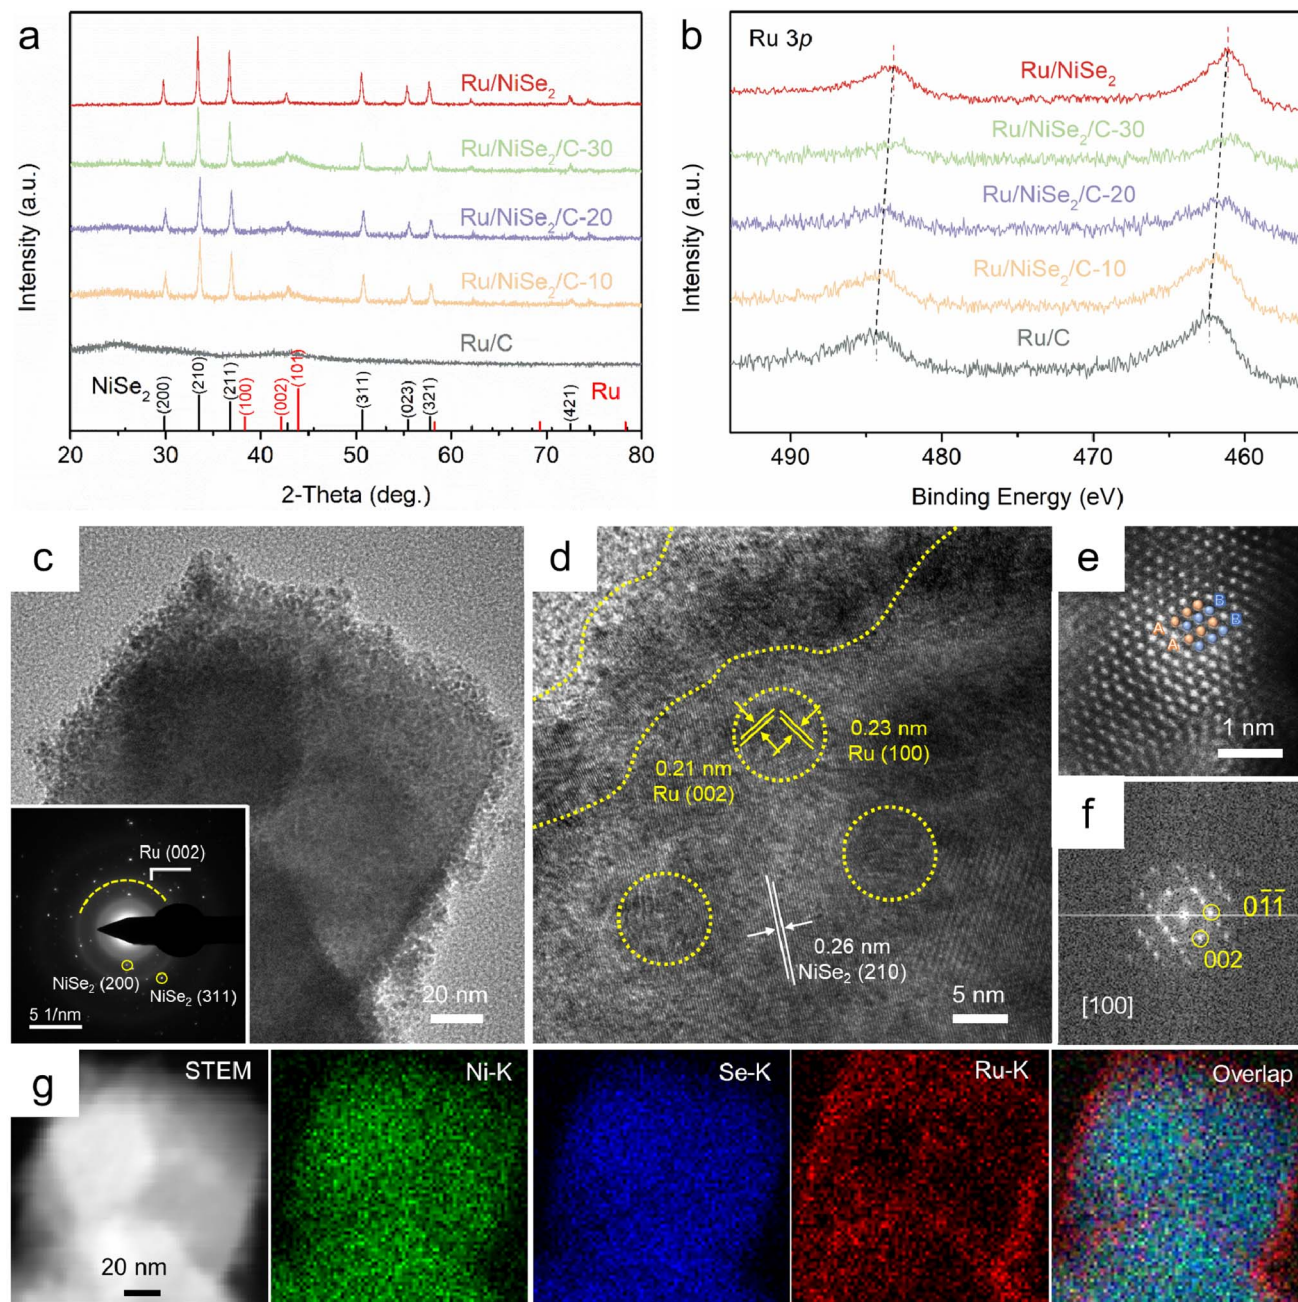 a
Ru/NiSe₂
Ru/NiSe₂/C-30
Ru/NiSe₂/C-20
Ru/NiSe₂/C-10
Ru/C
NiSe₂
(200)
(210)
(211)
(100)
(002)
(101)
(311)
(023)
(321)
(421)
Ru
20 30 40 50 60 70 80
2-Theta (deg.)
Intensity (a.u.)
b
Ru 3p
Ru/NiSe₂
Ru/NiSe₂/C-30
Ru/NiSe₂/C-20
Ru/NiSe₂/C-10
Ru/C
490 480 470 460
Binding Energy (eV)
Intensity (a.u.)
c
Ru (002)
NiSe₂ (200)
NiSe₂ (311)
5 1/nm
20 nm
d
0.23 nm
Ru (100)
0.21 nm
Ru (002)
0.26 nm
NiSe₂ (210)
5 nm
e
B
B
A
A
1 nm
f
01̅1̅
002
[100]
g
STEM
20 nm
Ni-K
Se-K
Ru-K
Overlap